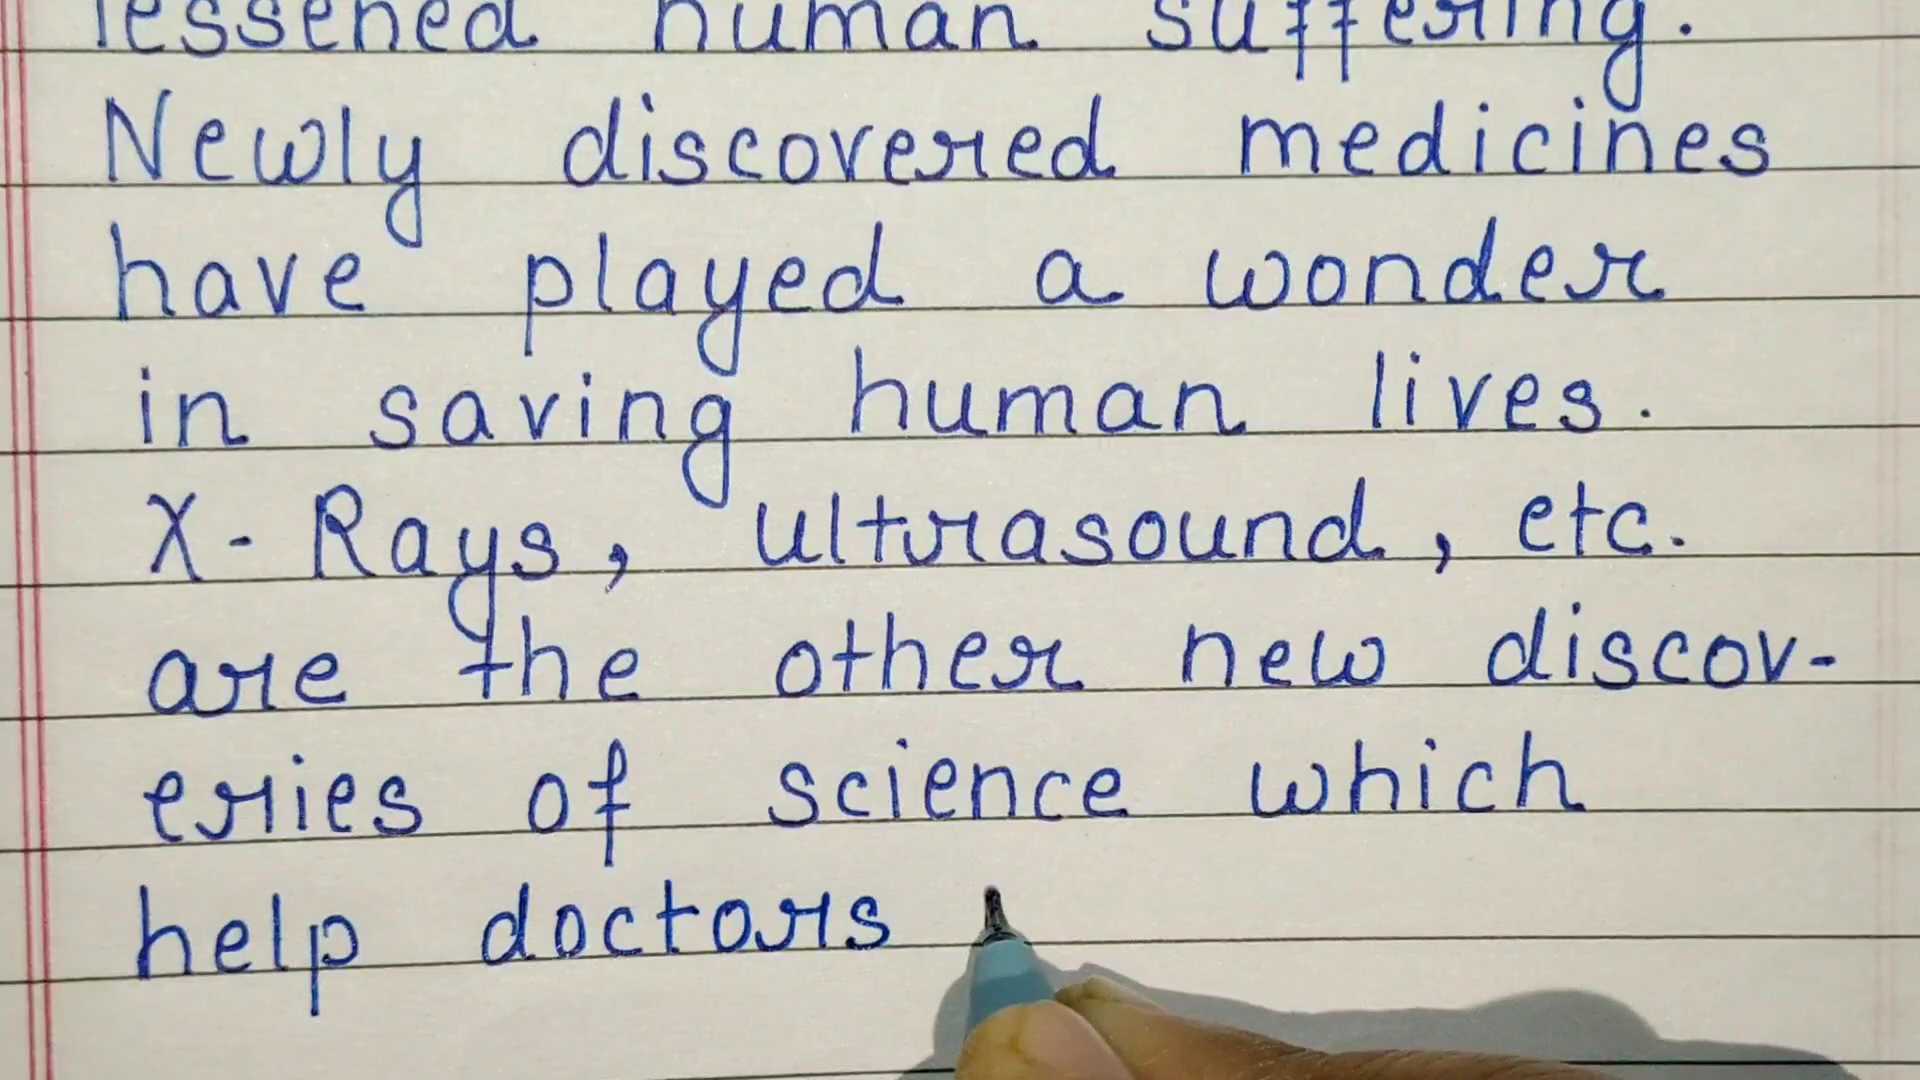 lessened human suffering.
Newly discovered medicines
have played a wonder
in saving human lives.
X-Rays, ultrasound, etc.
are the other new discov-
eries of science which
help doctors